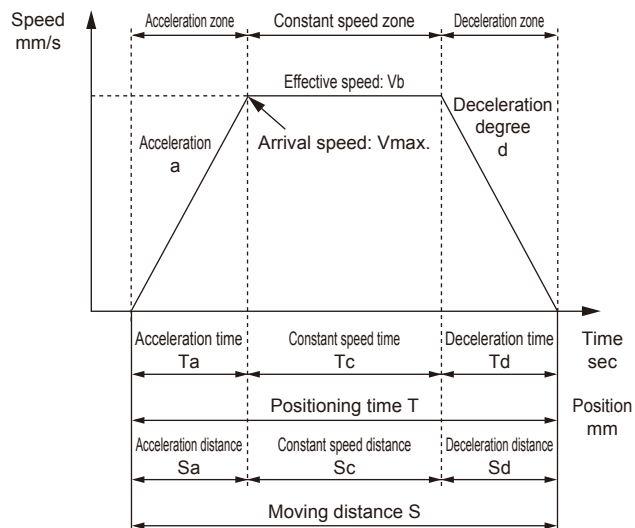 Speed
mm/s
Acceleration zone
Constant speed zone
Deceleration zone
Effective speed: Vb
Deceleration
degree
d
Acceleration
a
Arrival speed: Vmax.
Acceleration time
Ta
Constant speed time
Tc
Deceleration time
Td
Time
sec
Positioning time T
Position
mm
Acceleration distance
Sa
Constant speed distance
Sc
Deceleration distance
Sd
Moving distance S